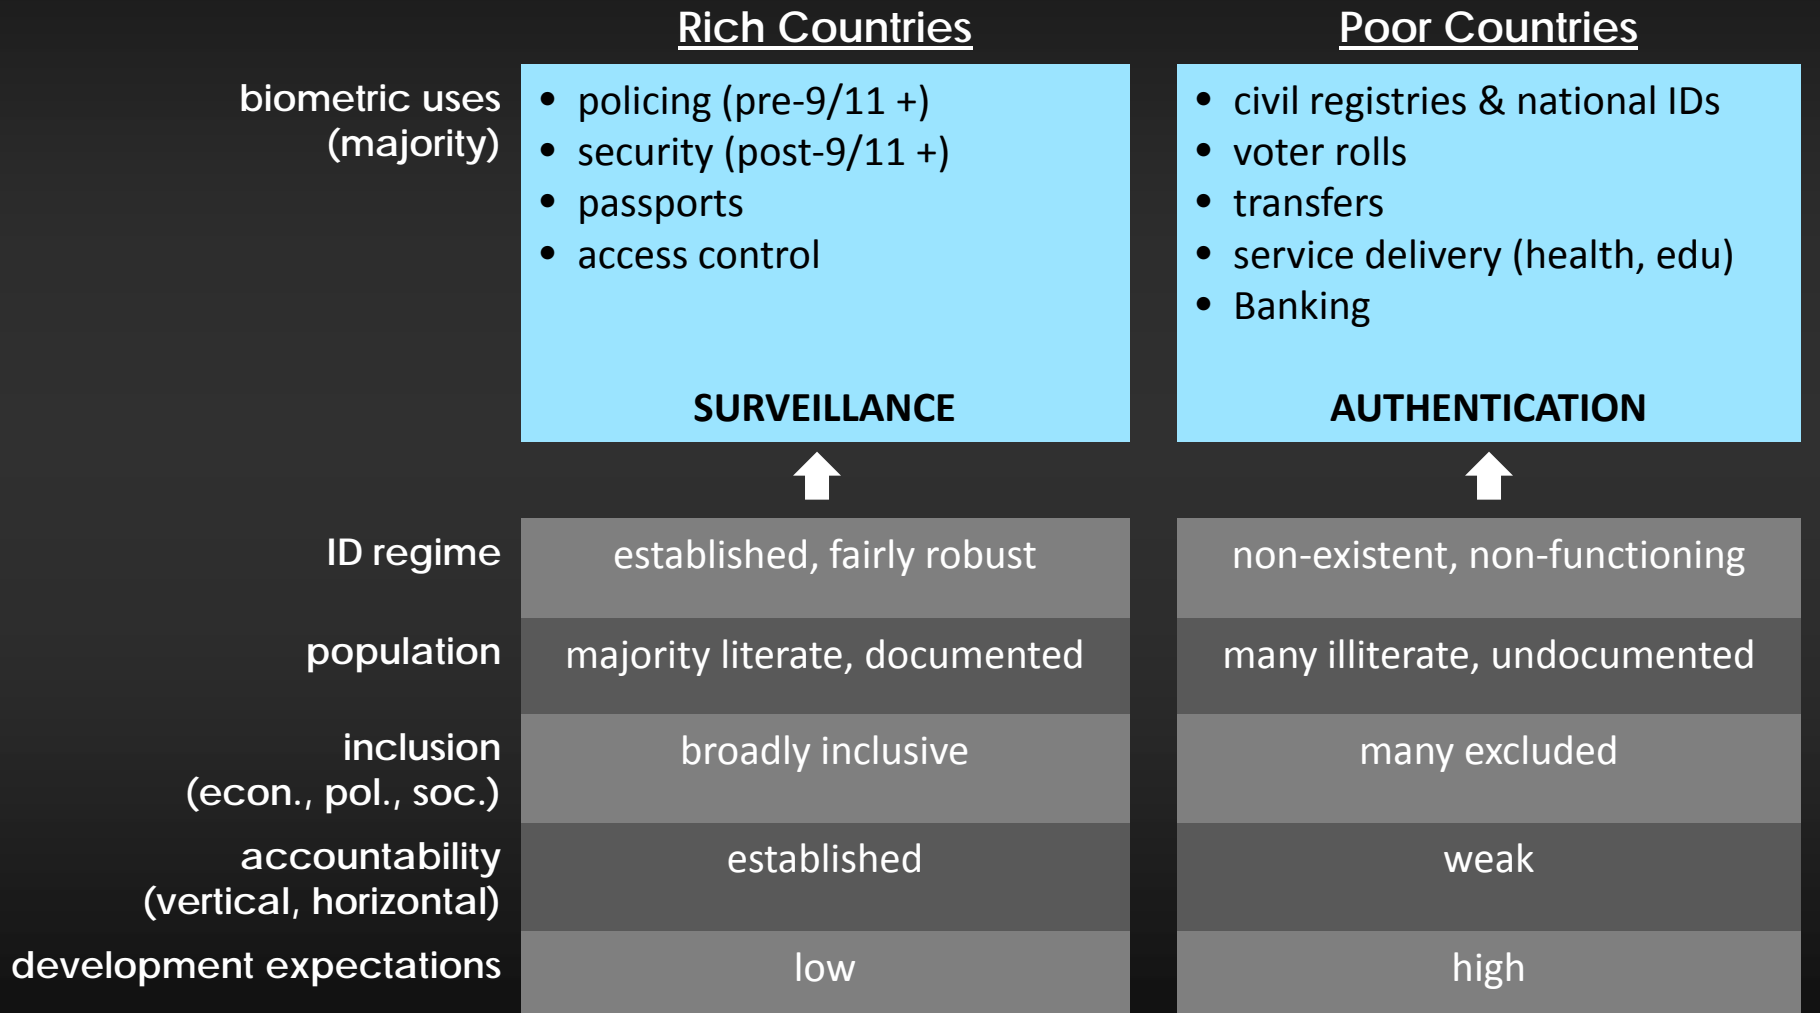 Rich Countries
Poor Countries
biometric uses
(majority)
• policing (pre-9/11 +)
• security (post-9/11 +)
• passports
• access control
SURVEILLANCE
• civil registries & national IDs
• voter rolls
• transfers
• service delivery (health, edu)
• Banking
AUTHENTICATION
ID regime
established, fairly robust
non-existent, non-functioning
population
majority literate, documented
many illiterate, undocumented
inclusion
(econ., pol., soc.)
broadly inclusive
many excluded
accountability
(vertical, horizontal)
established
weak
development expectations
low
high